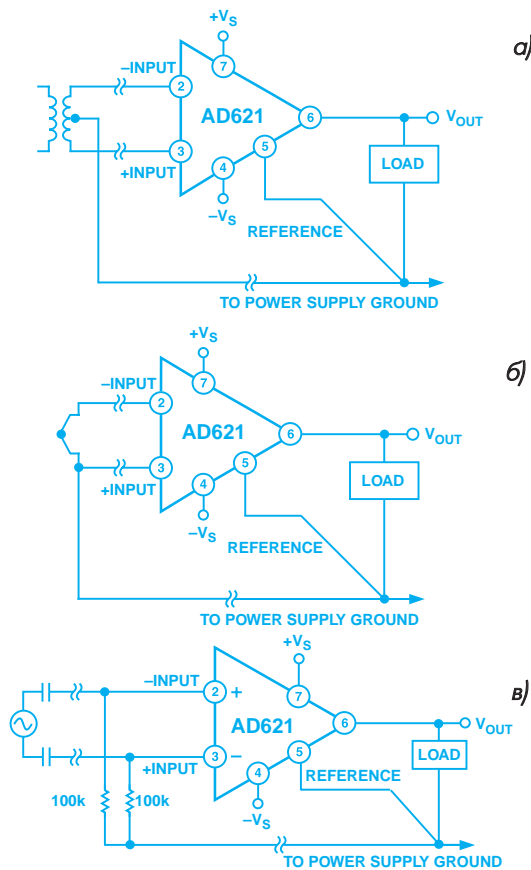 +VS
а)
–INPUT
7
2
AD621
6
VOUT
3
5
LOAD
+INPUT
4
–VS
REFERENCE
TO POWER SUPPLY GROUND
+VS
б)
–INPUT
7
2
AD621
6
VOUT
3
5
+INPUT
4
LOAD
–VS
REFERENCE
TO POWER SUPPLY GROUND
+VS
в)
–INPUT
2 +
7
AD621
6
VOUT
3 –
5
LOAD
+INPUT
4
REFERENCE
100k
100k
–VS
TO POWER SUPPLY GROUND